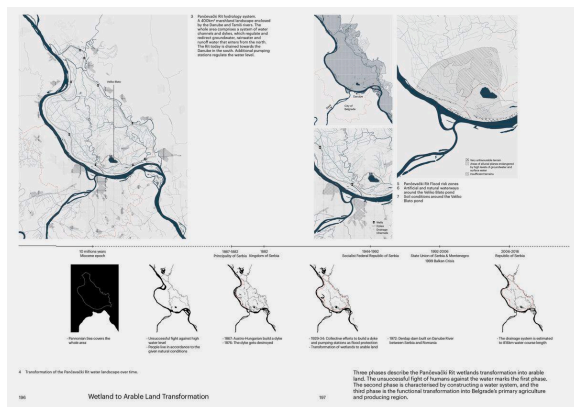 3 Pančevački Rit hydrology system.
A 400km² marshland landscape enclosed
by the Danube and Tamiš rivers. The
whole area comprises a system of water
channels and dykes, which regulate and
redirect groundwater, rainwater and
runoff water that enters from the north.
The Rit today is drained towards the
Danube in the south. Additional pumping
stations regulate the water level.
Veliko Blato
Danube
City of
Belgrade
Wells
Dykes
Drainage
channels
5 Pančevački Rit Flood risk zones
6 Artificial and natural waterways
around the Veliko Blato pond
7 Soil conditions around the Veliko
Blato pond
10 millions years
Miocene epoch
1867-1882
Principality of Serbia
1882
Kingdom of Serbia
Socialist Federal Republic of Serbia
State Union of Serbia & Montenegro
1999 Balkan Crisis
2006-2016
Republic of Serbia
- Pannonian Sea covers the
whole area
- Unsuccessful fight against high
water level
- People live in accordance to the
given natural conditions
- 1867: Austro-Hungarian build a dyke
- 1876: The dyke gets destroyed
- 1929-34: Collective efforts to build a dyke
and pumping stations as flood protection.
- Transformation of wetlands to arable land
- 1972: Derdap dam built on Danube River
between Serbia and Romania
- The drainage system is estimated
4 Transformation of the Pančevački Rit water landscape over time.
Three phases describe the Pančevački Rit wetlands transformation into arable
land. The unsuccessful fight of humans against the water marks the first phase.
The second phase is characterised by constructing a water system, and the
third phase is the functional transformation into Belgrade's primary agriculture
and producing region.
196
Wetland to Arable Land Transformation
197